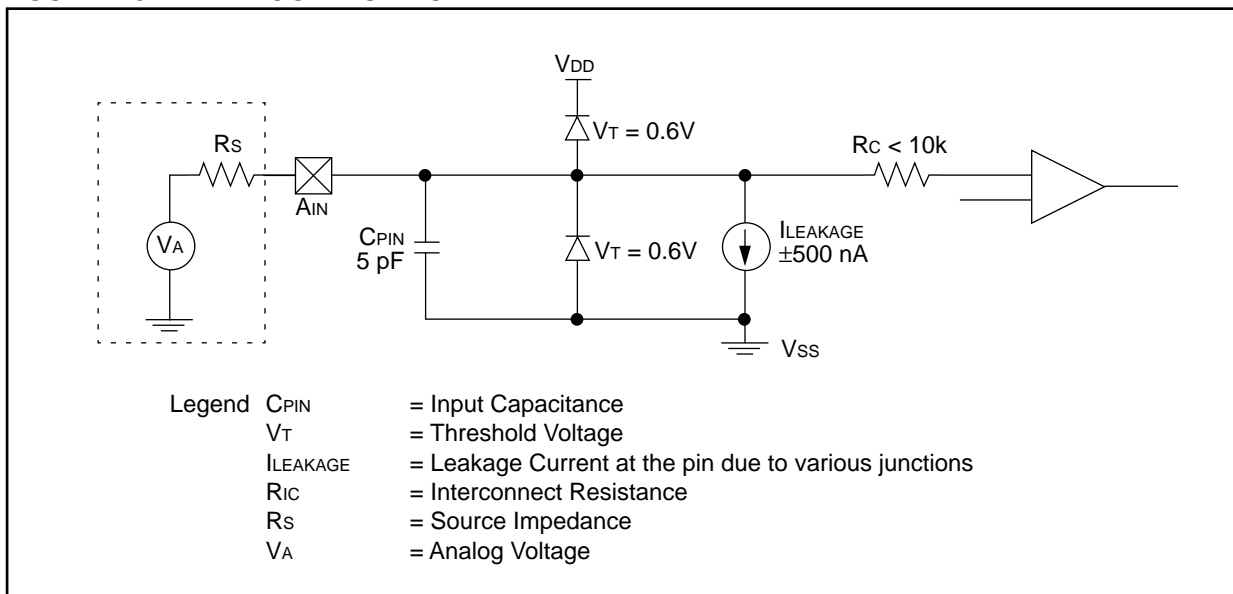 VDD
VT = 0.6V
RS
RC < 10k
AIN
VA
CPIN
5 pF
VT = 0.6V
ILEAKAGE
±500 nA
VSS
Legend CPIN = Input Capacitance
VT = Threshold Voltage
ILEAKAGE = Leakage Current at the pin due to various junctions
RIC = Interconnect Resistance
RS = Source Impedance
VA = Analog Voltage